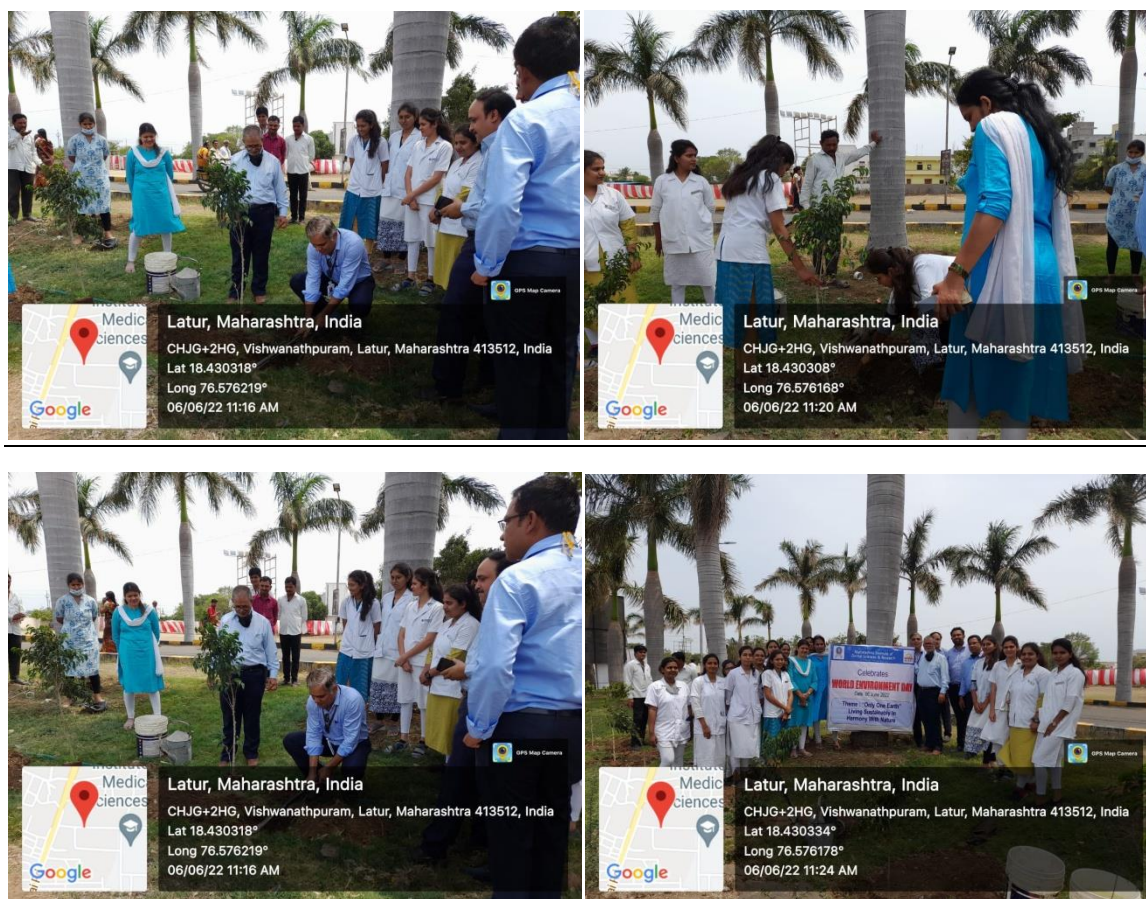 GPS Map Camera
Medic
ciences
Google
Latur, Maharashtra, India
CHJG+2HG, Vishwanathpuram, Latur, Maharashtra 413512, India
Lat 18.430318°
Long 76.576219°
06/06/22 11:16 AM
GPS Map Camera
Medic
ciences
Google
Latur, Maharashtra, India
CHJG+2HG, Vishwanathpuram, Latur, Maharashtra 413512, India
Lat 18.430308°
Long 76.576168°
06/06/22 11:20 AM
GPS Map Camera
Medic
ciences
Google
Latur, Maharashtra, India
CHJG+2HG, Vishwanathpuram, Latur, Maharashtra 413512, India
Lat 18.430318°
Long 76.576219°
06/06/22 11:16 AM
Celebrates
WORLD ENVIRONMENT DAY
Theme : "Only One Earth"
Living Sustainably in
Harmony With Nature
GPS Map Camera
Medic
ciences
Google
Latur, Maharashtra, India
CHJG+2HG, Vishwanathpuram, Latur, Maharashtra 413512, India
Lat 18.430334°
Long 76.576178°
06/06/22 11:24 AM